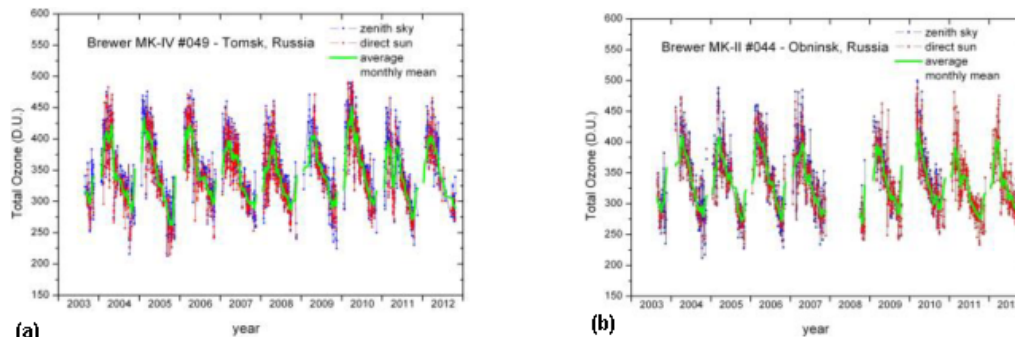 600
550
500
450
400
350
300
250
200
150
Total Ozone (D.U.)
Brewer MK-IV #049 - Tomsk, Russia
zenith sky
direct sun
average
monthly mean
2003 2004 2005 2006 2007 2008 2009 2010 2011 2012
year
(a)
600
550
500
450
400
350
300
250
200
150
Total Ozone (D.U.)
Brewer MK-II #044 - Obninsk, Russia
zenith sky
direct sun
average
monthly mean
2003 2004 2005 2006 2007 2008 2009 2010 2011 201
year
(b)